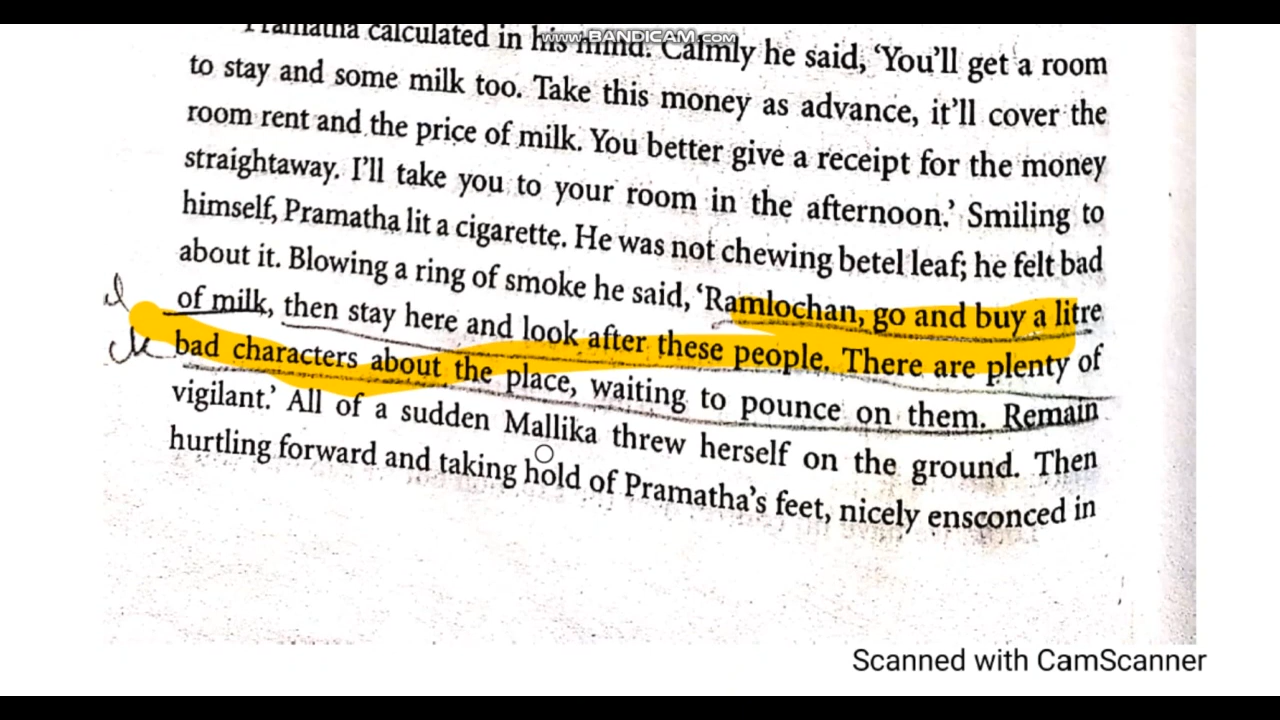 www.BANDICAM.com
Pramatha calculated in his mind. Calmly he said, ‘You’ll get a room
to stay and some milk too. Take this money as advance, it’ll cover the
room rent and the price of milk. You better give a receipt for the money
straightaway. I’ll take you to your room in the afternoon.’ Smiling to
himself, Pramatha lit a cigarette. He was not chewing betel leaf; he felt bad
about it. Blowing a ring of smoke he said, ‘Ramlochan, go and buy a litre
of milk, then stay here and look after these people. There are plenty of
bad characters about the place, waiting to pounce on them. Remain
vigilant.’ All of a sudden Mallika threw herself on the ground. Then
hurtling forward and taking hold of Pramatha’s feet, nicely ensconced in
Scanned with CamScanner